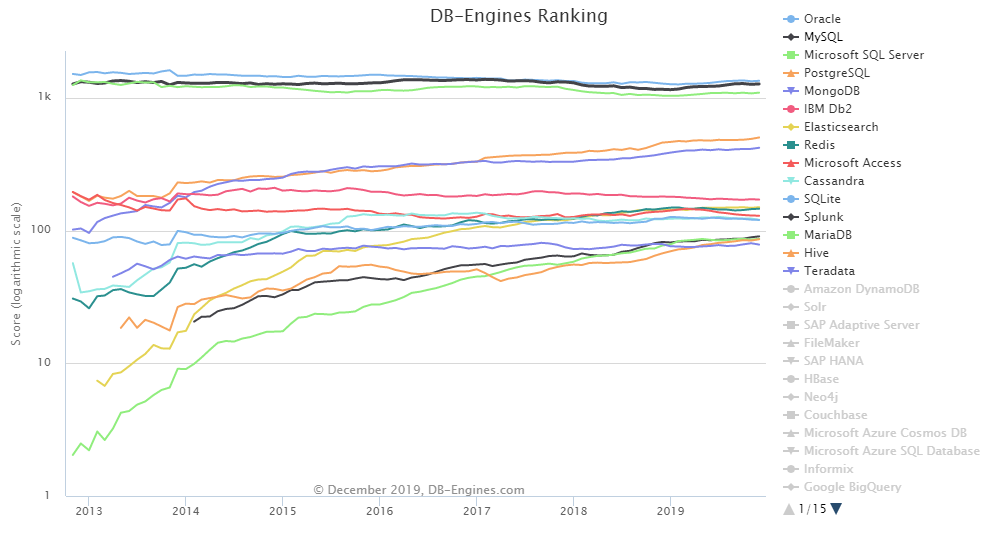 DB-Engines Ranking
Score (logarithmic scale)
1k
100
10
1
2013
2014
2015
2016
2017
2018
2019
© December 2019, DB-Engines.com
Oracle
MySQL
Microsoft SQL Server
PostgreSQL
MongoDB
IBM Db2
Elasticsearch
Redis
Microsoft Access
Cassandra
SQLite
Splunk
MariaDB
Hive
Teradata
Amazon DynamoDB
Solr
SAP Adaptive Server
FileMaker
SAP HANA
HBase
Neo4j
Couchbase
Microsoft Azure Cosmos DB
Microsoft Azure SQL Database
Informix
Google BigQuery
1/15